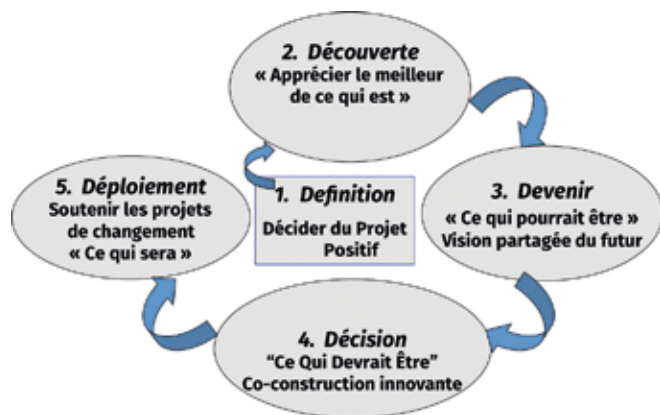 2. Découverte
« Apprécier le meilleur
de ce qui est »
5. Déploiement
Soutenir les projets
de changement
« Ce qui sera »
1. Definition
Décider du Projet
Positif
3. Devenir
« Ce qui pourrait être »
Vision partagée du futur
4. Décision
“Ce Qui Devrait Être”
Co-construction innovante